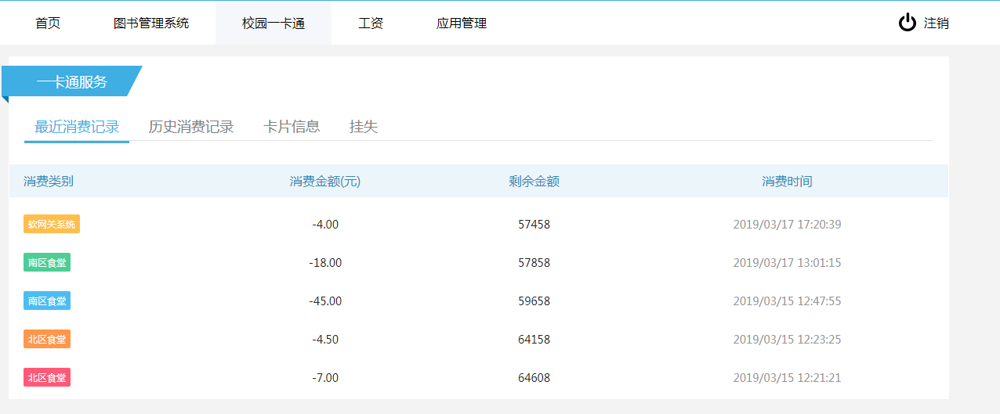 首页 图书管理系统 校园一卡通 工资 应用管理 注销
一卡通服务
最近消费记录 历史消费记录 卡片信息 挂失
消费类别 消费金额(元) 剩余金额 消费时间
软网关系统 -4.00 57458 2019/03/17 17:20:39
南区食堂 -18.00 57858 2019/03/17 13:01:15
南区食堂 -45.00 59658 2019/03/15 12:47:55
北区食堂 -4.50 64158 2019/03/15 12:23:25
北区食堂 -7.00 64608 2019/03/15 12:21:21